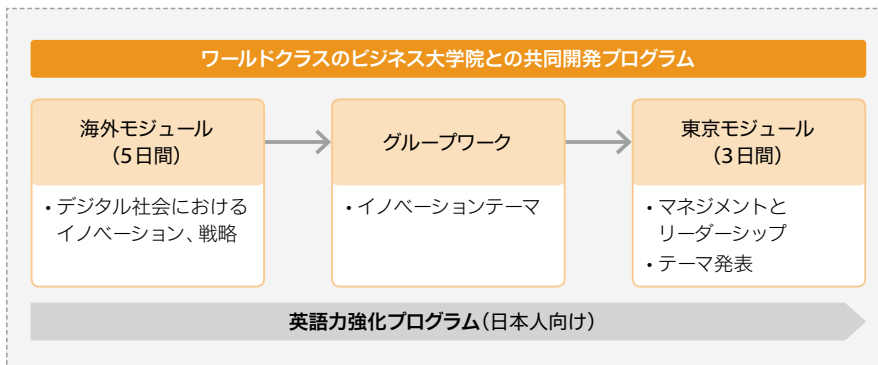 ワールドクラスのビジネス大学院との共同開発プログラム
海外モジュール
(5日間)
・デジタル社会における
イノベーション、戦略
グループワーク
・イノベーションテーマ
東京モジュール
(3日間)
・マネジメントと
リーダーシップ
・テーマ発表
英語力強化プログラム(日本人向け)